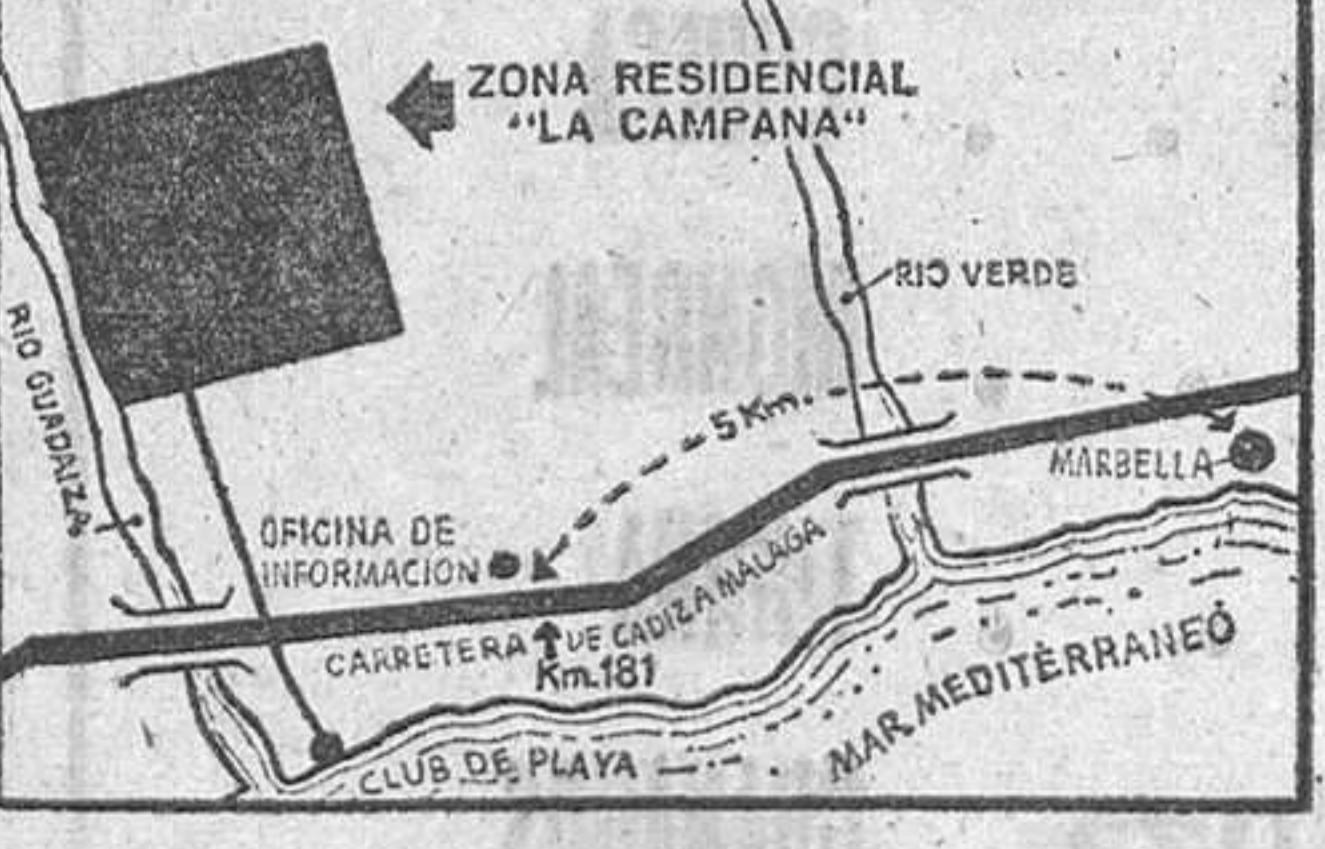 ZONA RESIDENCIAL
"LA CAMPANA"
RIO VERDE
RIO GUADAIZA
5 Km.
MARBELLA
OFICINA DE
INFORMACION
CARRETERA DE CADIZ A MALAGA
Km.181
CLUB DE PLAYA
MAR MEDITERRANEO